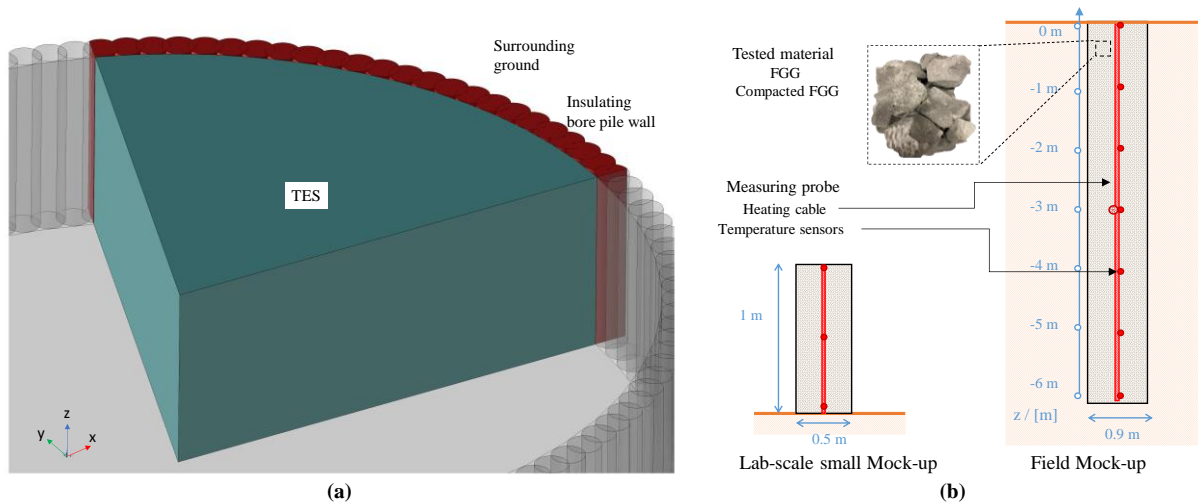 Surrounding
ground
Insulating
bore pile wall
TES
z
y
x
(a)
Tested material
FGG
Compacted FGG
Measuring probe
Heating cable
Temperature sensors
1 m
0.5 m
Lab-scale small Mock-up
0 m
-1 m
-2 m
-3 m
-4 m
-5 m
-6 m
z / [m]
0.9 m
Field Mock-up
(b)